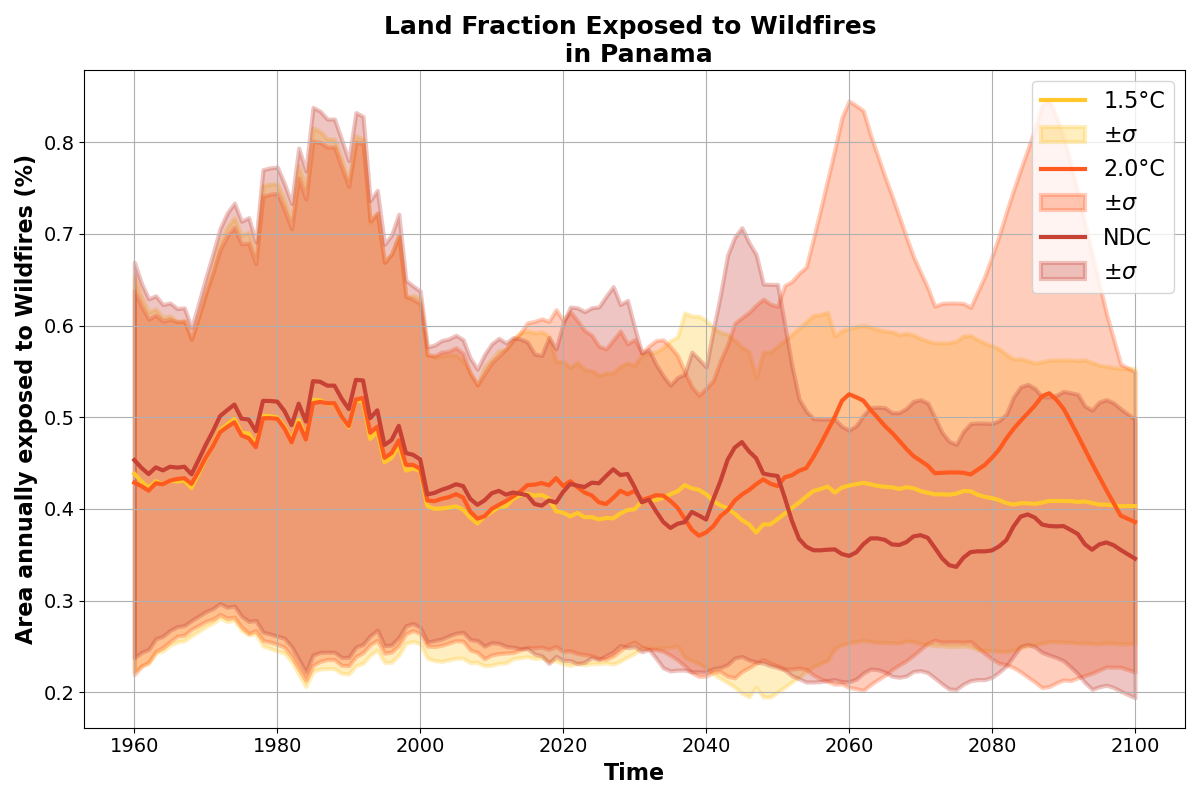 Land Fraction Exposed to Wildfires
in Panama
Area annually exposed to Wildfires (%)
0.8
0.7
0.6
0.5
0.4
0.3
0.2
1960
1980
2000
2020
2040
2060
2080
2100
Time
1.5°C
±σ
2.0°C
±σ
NDC
±σ